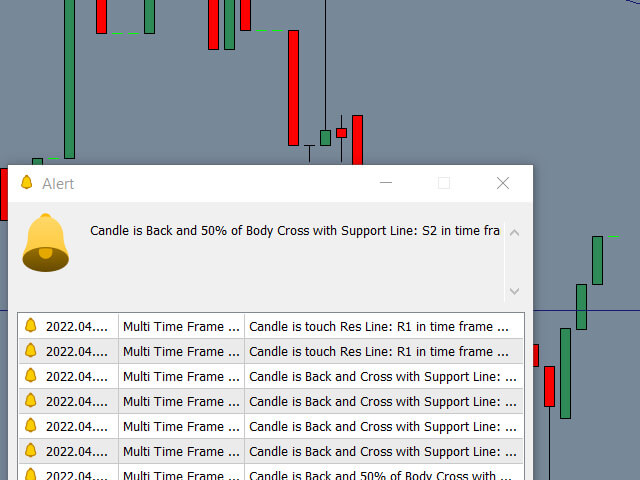 Alert
Candle is Back and 50% of Body Cross with Support Line: S2 in time fra
2022.04.... Multi Time Frame ... Candle is touch Res Line: R1 in time frame ...
2022.04.... Multi Time Frame ... Candle is touch Res Line: R1 in time frame ...
2022.04.... Multi Time Frame ... Candle is Back and Cross with Support Line: ...
2022.04.... Multi Time Frame ... Candle is Back and Cross with Support Line: ...
2022.04.... Multi Time Frame ... Candle is Back and Cross with Support Line: ...
2022.04.... Multi Time Frame ... Candle is Back and Cross with Support Line: ...
2022.04.... Multi Time Frame ... Candle is Back and 50% of Body Cross with ...